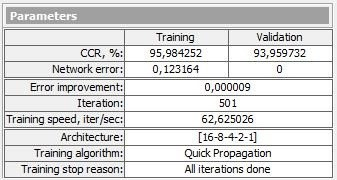 Parameters
Training Validation
CCR, %: 95,984252 93,959732
Network error: 0,123164 0
Error improvement: 0,000009
Iteration: 501
Training speed, iter/sec: 62,625026
Architecture: [16-8-4-2-1]
Training algorithm: Quick Propagation
Training stop reason: All iterations done